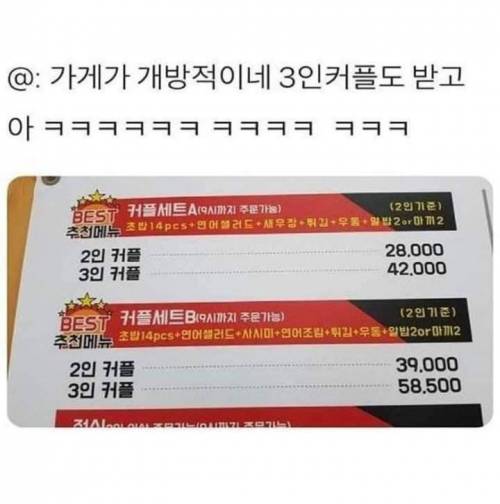 @: 가게가 개방적이네 3인커플도 받고
아 ㅋㅋㅋㅋㅋㅋ ㅋㅋㅋㅋ ㅋㅋㅋ
BEST
추천메뉴
커플세트A(9시까지 주문가능) (2인기준)
초밥14pcs+연어샐러드+새우장+튀김+우동+알밥2or마끼2
2인 커플 28,000
3인 커플 42,000
BEST
추천메뉴
커플세트B(9시까지 주문가능) (2인기준)
초밥14pcs+연어샐러드+사시미+연어조림+튀김+우동+알밥2or마끼2
2인 커플 39,000
3인 커플 58,500